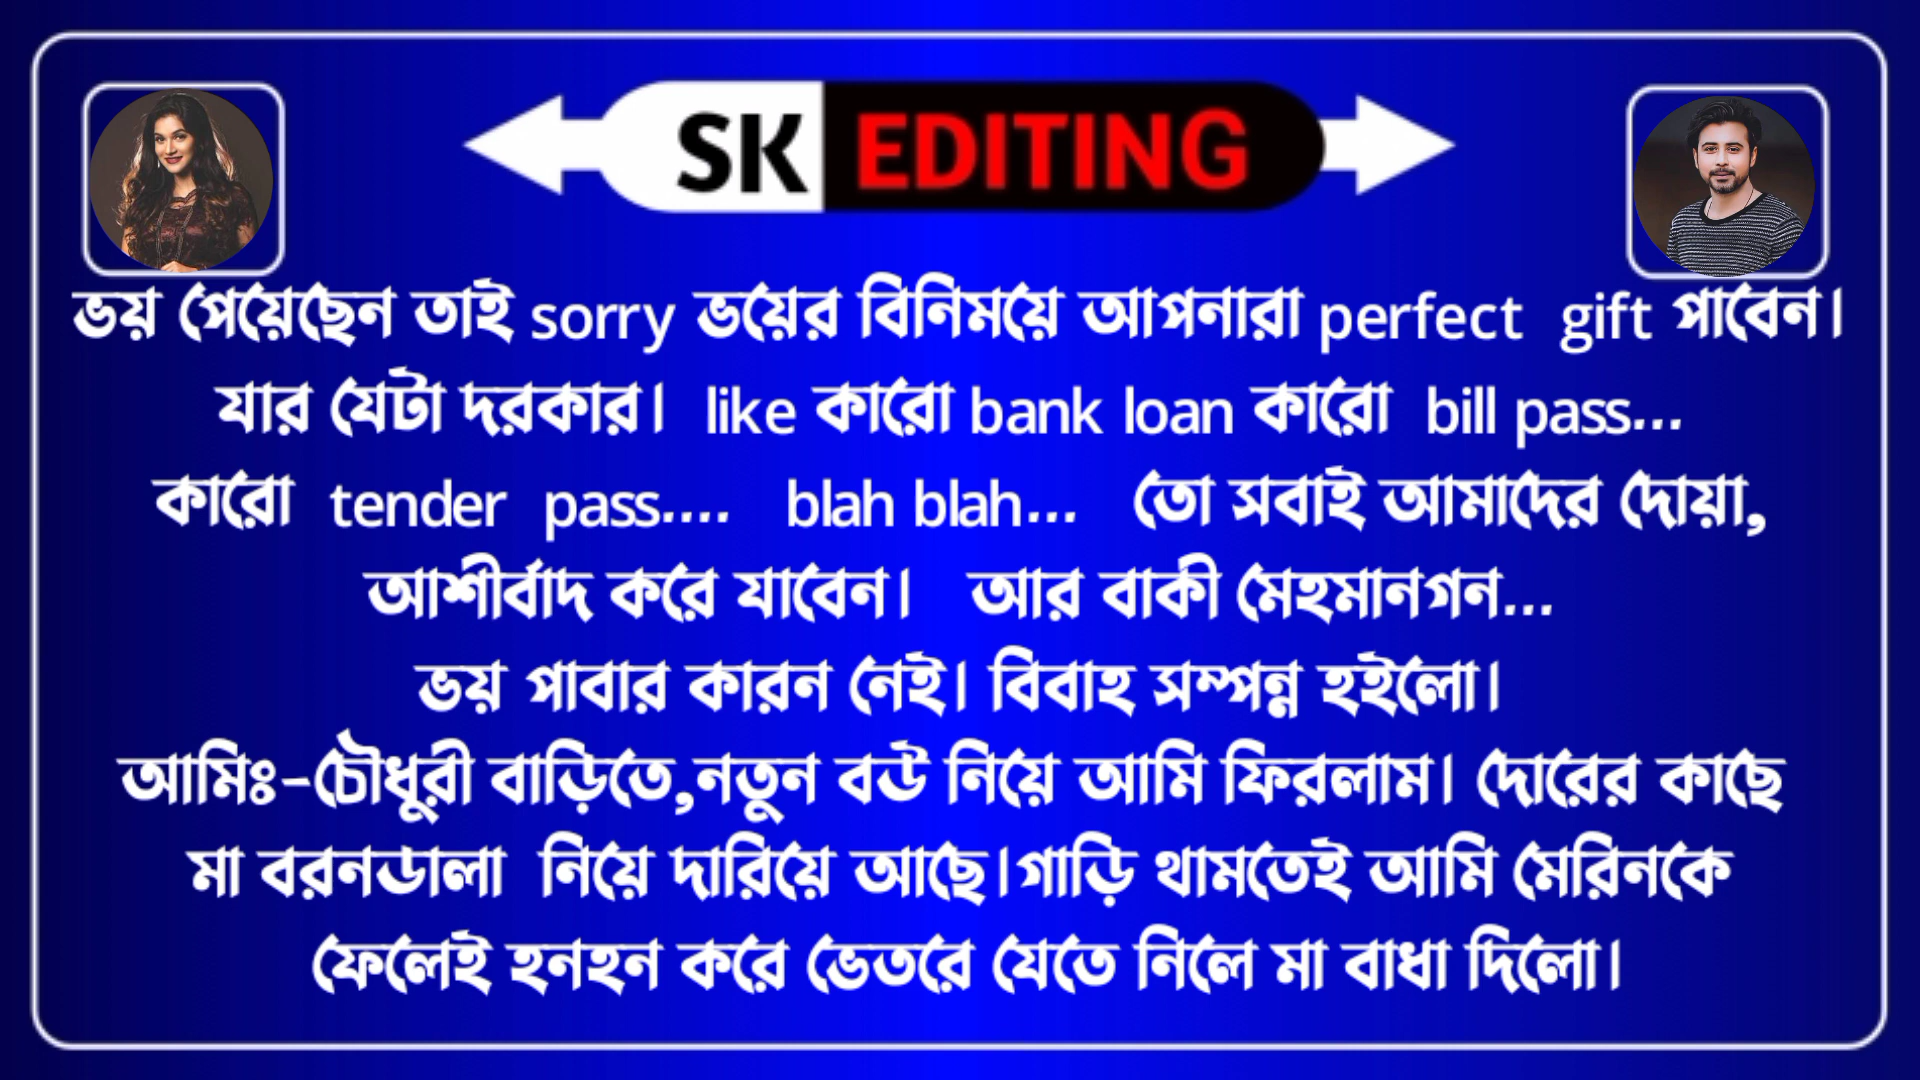 SK EDITING
ভয় পেয়েছেন তাই sorry ভয়ের বিনিময়ে আপনারা perfect gift পাবেন।
যার যেটা দরকার। like কারো bank loan কারো bill pass...
কারো tender pass.... blah blah... তো সবাই আমাদের দোয়া,
আশীর্বাদ করে যাবেন। আর বাকী মেহমানগন...
ভয় পাবার কারন নেই। বিবাহ সম্পন্ন হইলো।
আমিঃ-চৌধুরী বাড়িতে,নতুন বউ নিয়ে আমি ফিরলাম। দোরের কাছে
মা বরনডালা নিয়ে দারিয়ে আছে।গাড়ি থামতেই আমি মেরিনকে
ফেলেই হনহন করে ভেতরে যেতে নিলে মা বাধা দিলো।